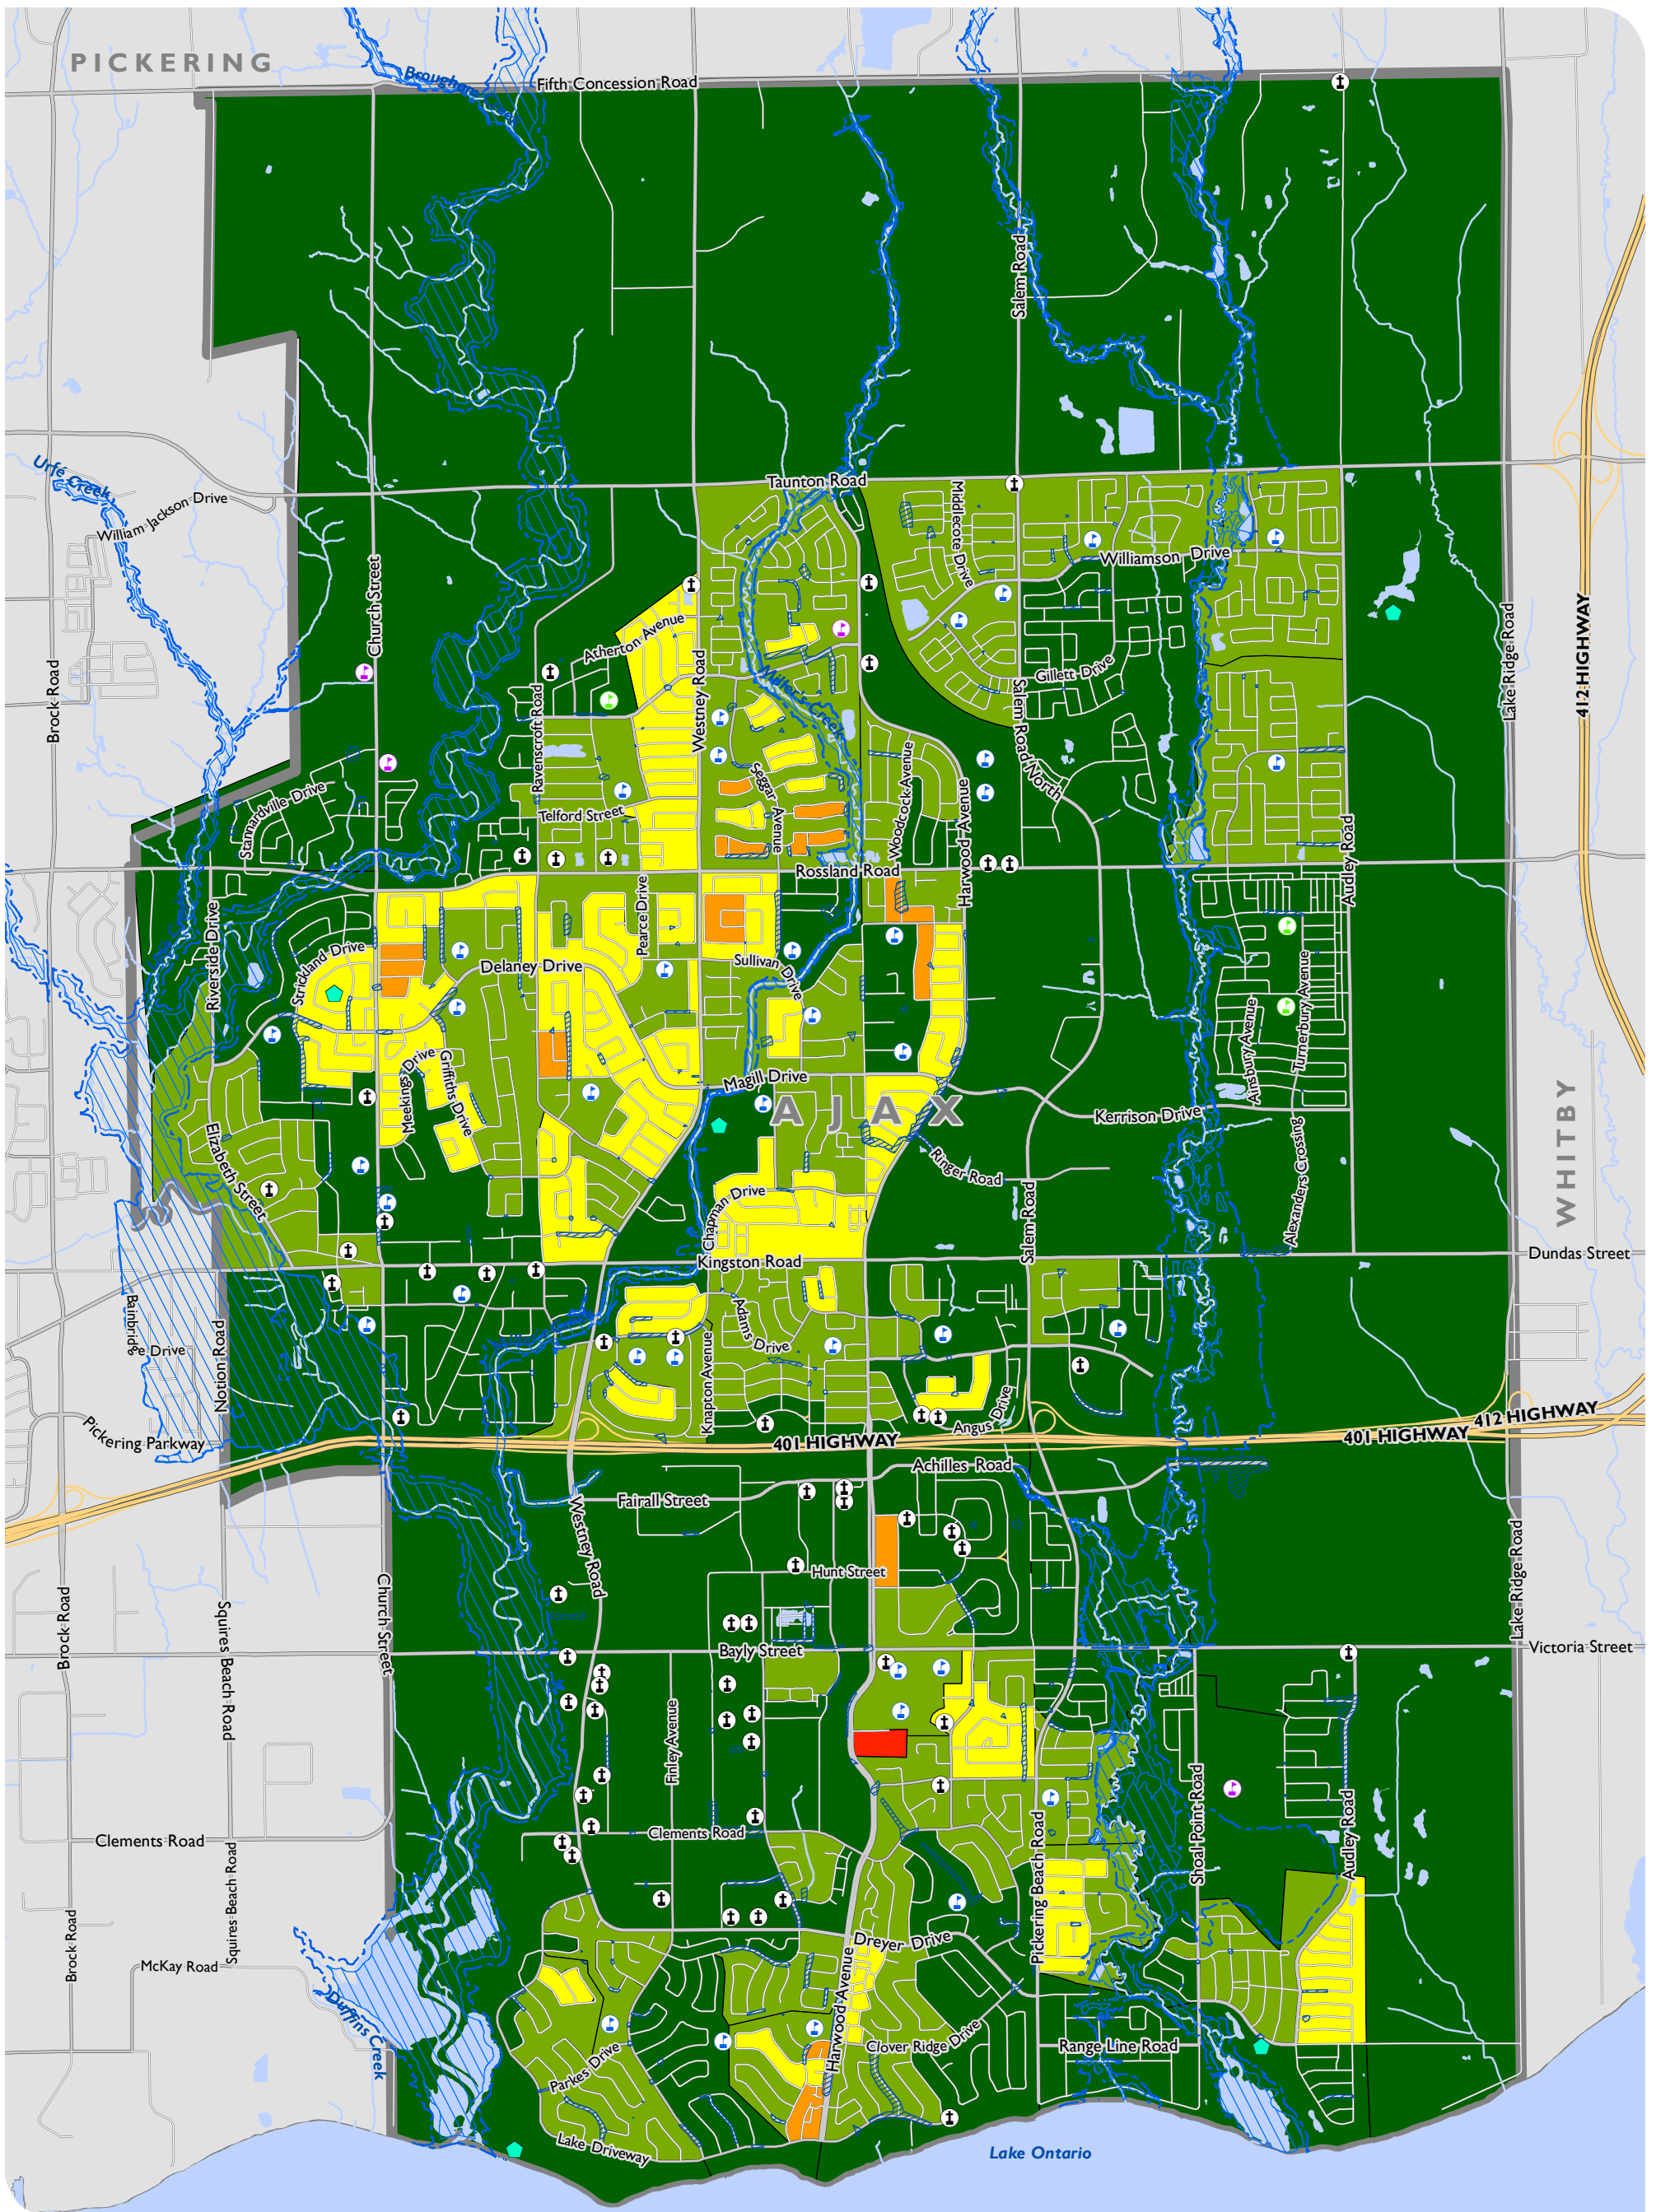 PICKERING
Brougham
Fifth Concession Road
Salem Road
Urfé Creek
William Jackson Drive
Taunton Road
Middlecote Drive
Williamson Drive
Church Street
Brock Road
Atherton Avenue
Westney Road
Millers Creek
Gillett Drive
Lake Ridge Road
412 HIGHWAY
Ravenscroft Road
Salem Road North
Stannardville Drive
Telford Street
Seggar Avenue
Woodcock Avenue
Harwood Avenue
Audley Road
Rossland Road
Riverside Drive
Strickland Drive
Pearce Drive
Delaney Drive
Sullivan Drive
Ainsbury Avenue
Turnerbury Avenue
Meekings Drive
Griffiths Drive
Magill Drive
AJAX
Kerrison Drive
WHITBY
Elizabeth Street
Ringer Road
Chapman Drive
Salem Road
Alexanders Crossing
Kingston Road
Dundas Street
Bainbridge Drive
Notion Road
Knapton Avenue
Adams Drive
Angus Drive
Pickering Parkway
401 HIGHWAY
412 HIGHWAY
401 HIGHWAY
Achilles Road
Fairall Street
Westney Road
Hunt Street
Lake Ridge Road
Brock Road
Squires Beach Road
Church Street
Bayly Street
Victoria Street
Finley Avenue
Clements Road
Clements Road
Pickering Beach Road
Shoal Point Road
Audley Road
Squires Beach Road
Brock Road
McKay Road
Dreyer Drive
Harwood Avenue
Duffins Creek
Parkes Drive
Clover Ridge Drive
Range Line Road
Lake Driveway
Lake Ontario